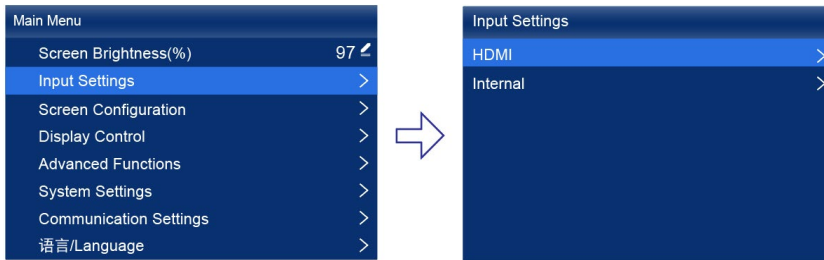 Main Menu
Screen Brightness(%) 97
Input Settings
Screen Configuration
Display Control
Advanced Functions
System Settings
Communication Settings
语言/Language
Input Settings
HDMI
Internal